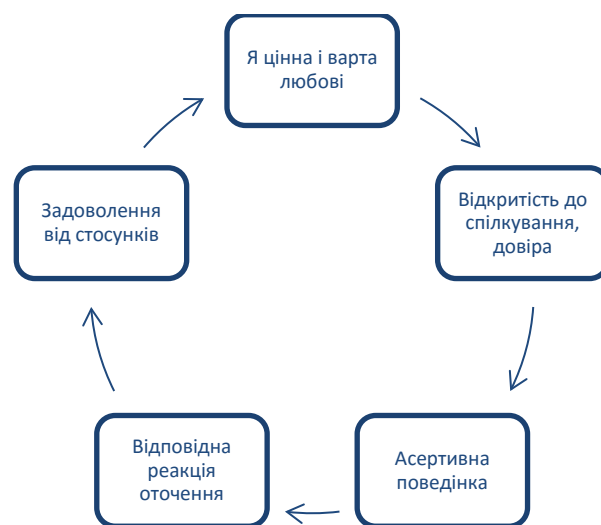 Я цінна і варта
любові
Відкритість до
спілкування,
довіра
Асертивна
поведінка
Відповідна
реакція
оточення
Задоволення
від стосунків